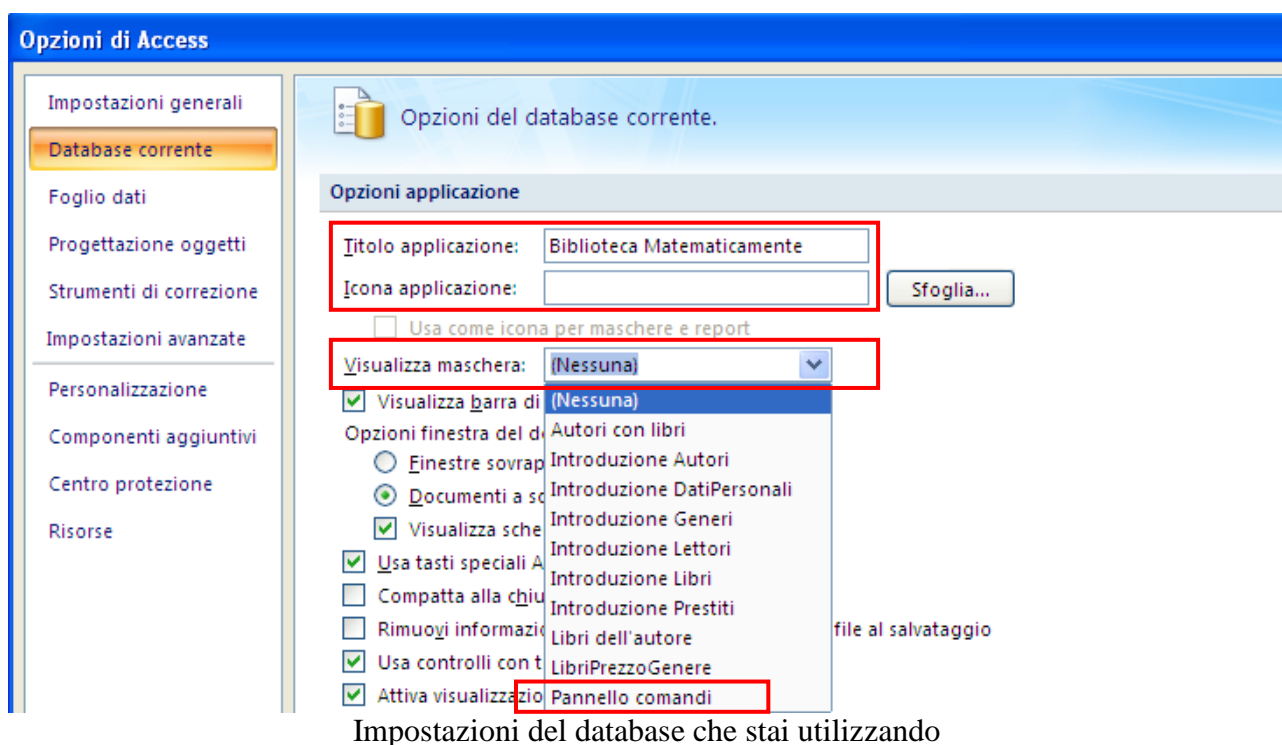 Opzioni di Access
Impostazioni generali
Database corrente
Foglio dati
Progettazione oggetti
Strumenti di correzione
Impostazioni avanzate
Personalizzazione
Componenti aggiuntivi
Centro protezione
Risorse
Opzioni del database corrente.
Opzioni applicazione
Titolo applicazione: Biblioteca Matematicamente
Icona applicazione: Sfoglia...
Usa come icona per maschere e report
Visualizza maschera: (Nessuna)
Visualizza barra di
Opzioni finestra del d
Finestre sovrap
Documenti a s
Visualizza sche
Usa tasti speciali A
Compatta alla chiu
Rimuovi informazi file al salvataggio
Usa controlli con t
Attiva visualizzazio
(Nessuna)
Autori con libri
Introduzione Autori
Introduzione DatiPersonali
Introduzione Generi
Introduzione Lettori
Introduzione Libri
Introduzione Prestiti
Libri dell'autore
LibriPrezzoGenere
Pannello comandi
Impostazioni del database che stai utilizzando